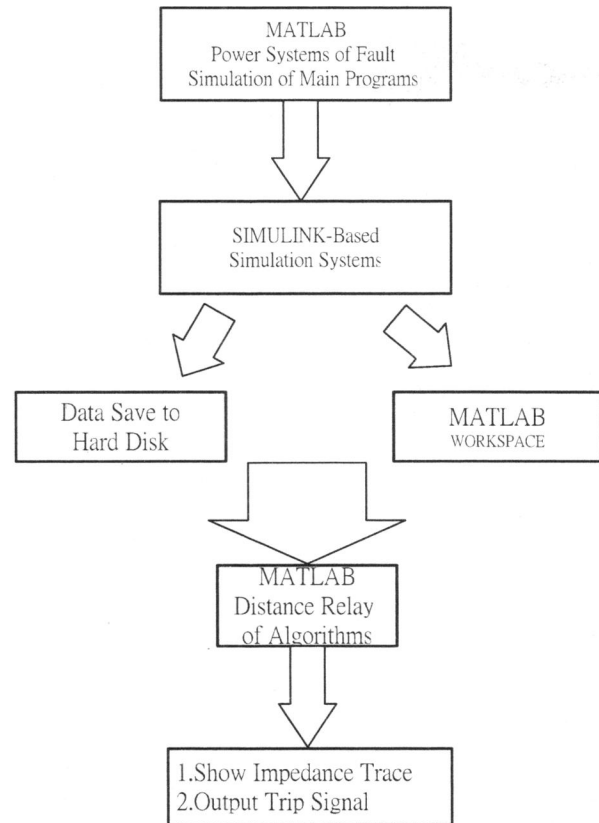 MATLAB
Power Systems of Fault
Simulation of Main Programs
SIMULINK-Based
Simulation Systems
Data Save to
Hard Disk
MATLAB
WORKSPACE
MATLAB
Distance Relay
of Algorithms
1.Show Impedance Trace
2.Output Trip Signal